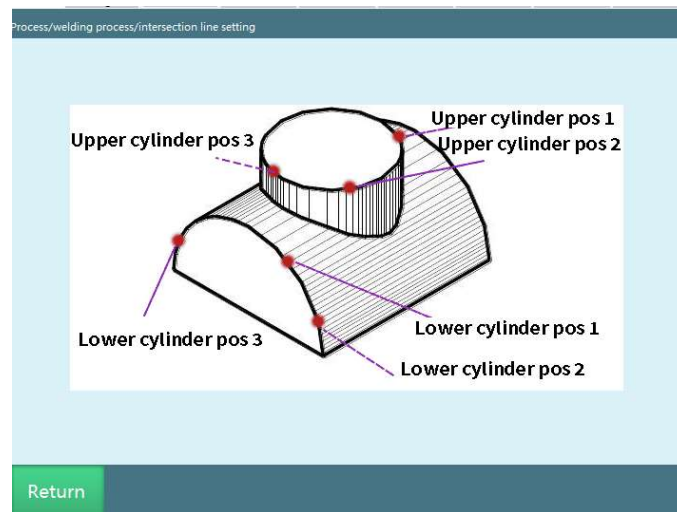 Process/welding process/intersection line setting
Upper cylinder pos 1
Upper cylinder pos 3
Upper cylinder pos 2
Lower cylinder pos 1
Lower cylinder pos 3
Lower cylinder pos 2
Return